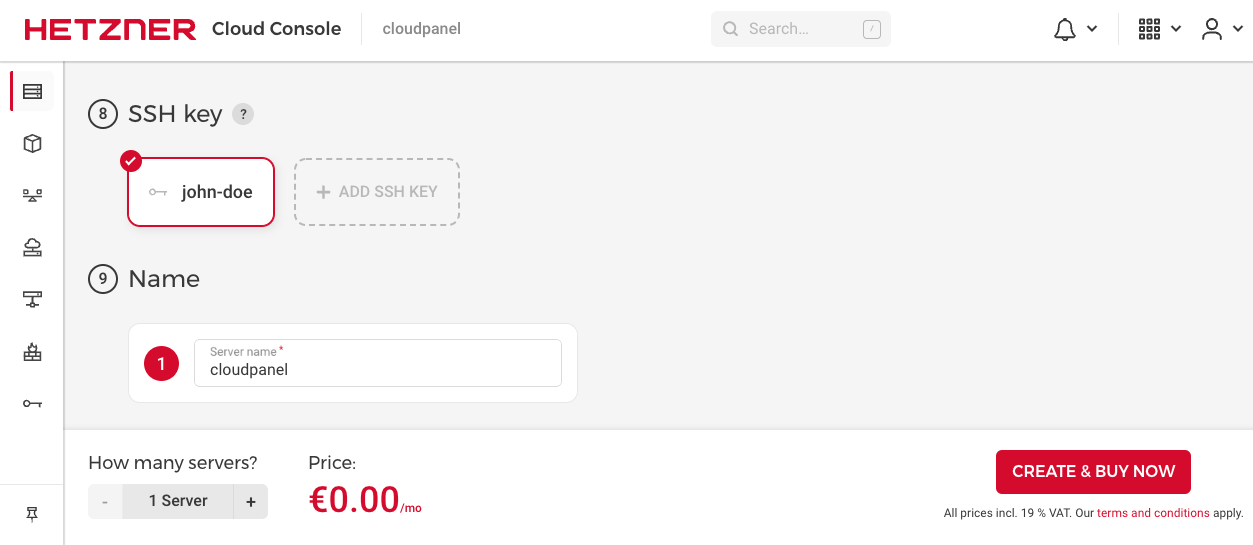 HETZNER Cloud Console cloudpanel Search... /
8 SSH key ?
john-doe + ADD SSH KEY
9 Name
Server name *
1 cloudpanel
How many servers? Price:
- 1 Server + €0.00/mo
CREATE & BUY NOW
All prices incl. 19 % VAT. Our terms and conditions apply.